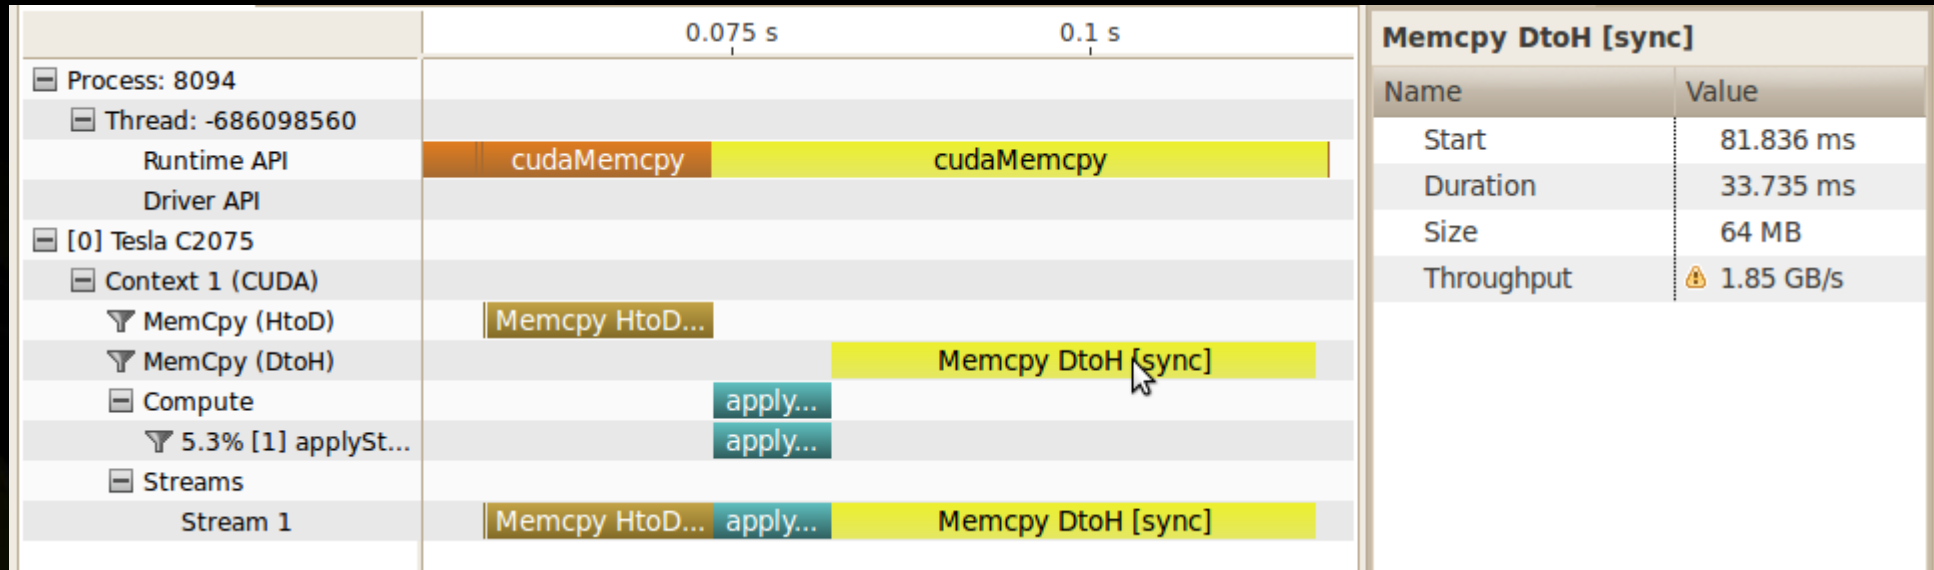 0.075 s 0.1 s
Process: 8094
Thread: -686098560
Runtime API cudaMemcpy cudaMemcpy
Driver API
[0] Tesla C2075
Context 1 (CUDA)
MemCpy (HtoD) Memcpy HtoD...
MemCpy (DtoH) Memcpy DtoH [sync]
Compute apply...
5.3% [1] applySt... apply...
Streams
Stream 1 Memcpy HtoD... apply... Memcpy DtoH [sync]
Memcpy DtoH [sync]
Name Value
Start 81.836 ms
Duration 33.735 ms
Size 64 MB
Throughput 1.85 GB/s